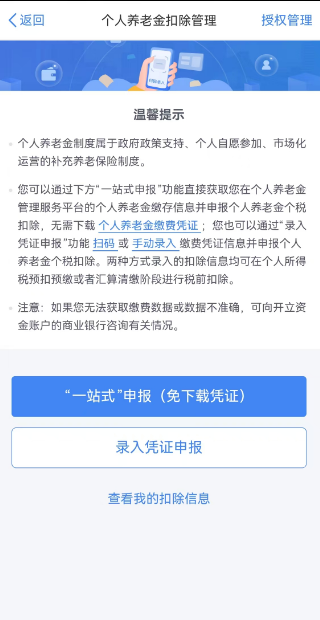 返回
个人养老金扣除管理
授权管理
温馨提示
个人养老金制度属于政府政策支持、个人自愿参加、市场化
运营的补充养老保险制度。
您可以通过下方“一站式申报”功能直接获取您在个人养老金
管理服务平台的个人养老金缴存信息并申报个人养老金个税
扣除，无需下载 个人养老金缴费凭证 ；您也可以通过“录入
凭证申报”功能 扫码 或 手动录入 缴费凭证信息并申报个人
养老金个税扣除。两种方式录入的扣除信息均可在个人所得
税预扣预缴或者汇算清缴阶段进行税前扣除。
注意：如果您无法获取缴费数据或数据不准确，可向开立资
金账户的商业银行咨询有关情况。
“一站式”申报（免下载凭证）
录入凭证申报
查看我的扣除信息